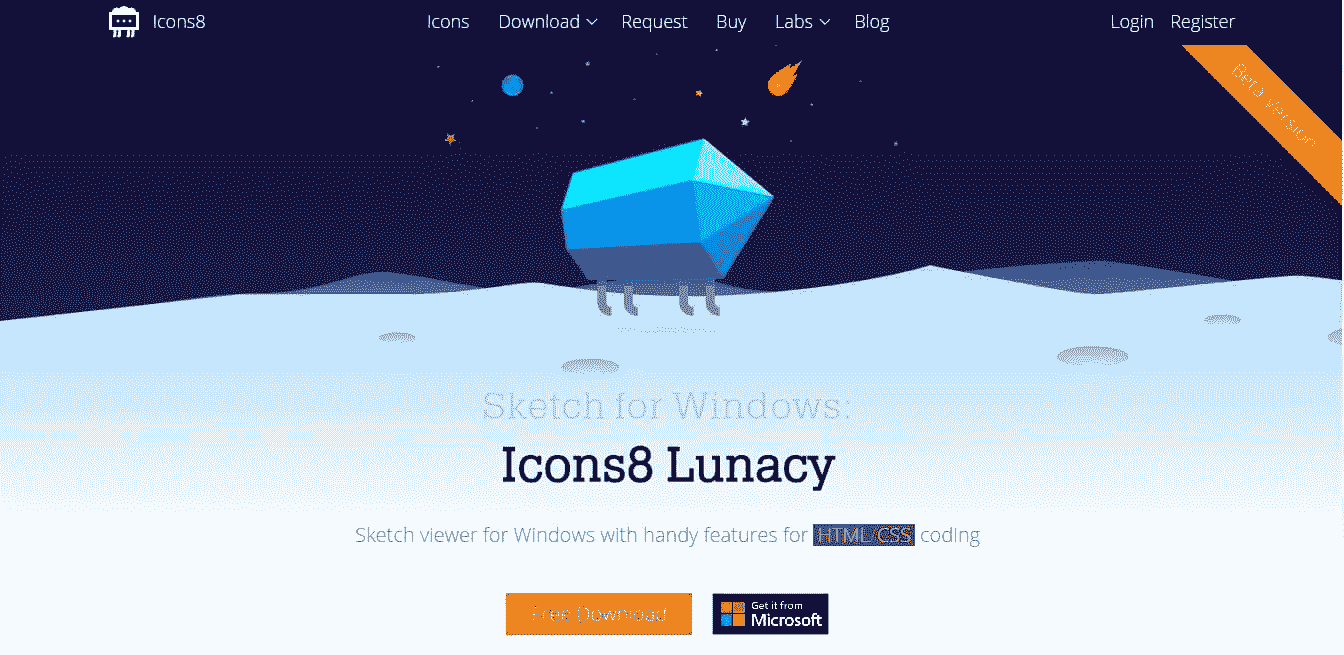 Icons8
Icons Download Request Buy Labs Blog
Login Register
Beta version
Sketch for Windows:
Icons8 Lunacy
Sketch viewer for Windows with handy features for HTML/CSS coding
Free Download
Get it from
Microsoft